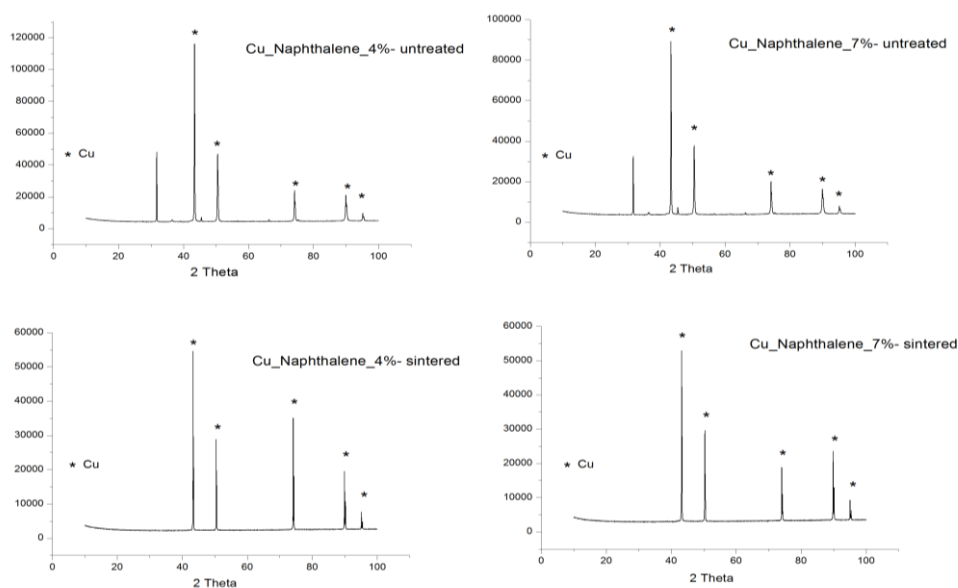 Cu_Naphthalene_4%- untreated
120000
100000
80000
60000
40000
20000
0
* Cu
* * * * *
0 20 40 60 80 100
2 Theta
Cu_Naphthalene_7%- untreated
100000
80000
60000
40000
20000
0
* Cu
* * * * *
0 20 40 60 80 100
2 Theta
Cu_Naphthalene_4%- sintered
60000
50000
40000
30000
20000
10000
0
* Cu
* * * * *
0 20 40 60 80 100
2 Theta
Cu_Naphthalene_7%- sintered
60000
50000
40000
30000
20000
10000
0
* Cu
* * * * *
0 20 40 60 80 100
2 Theta